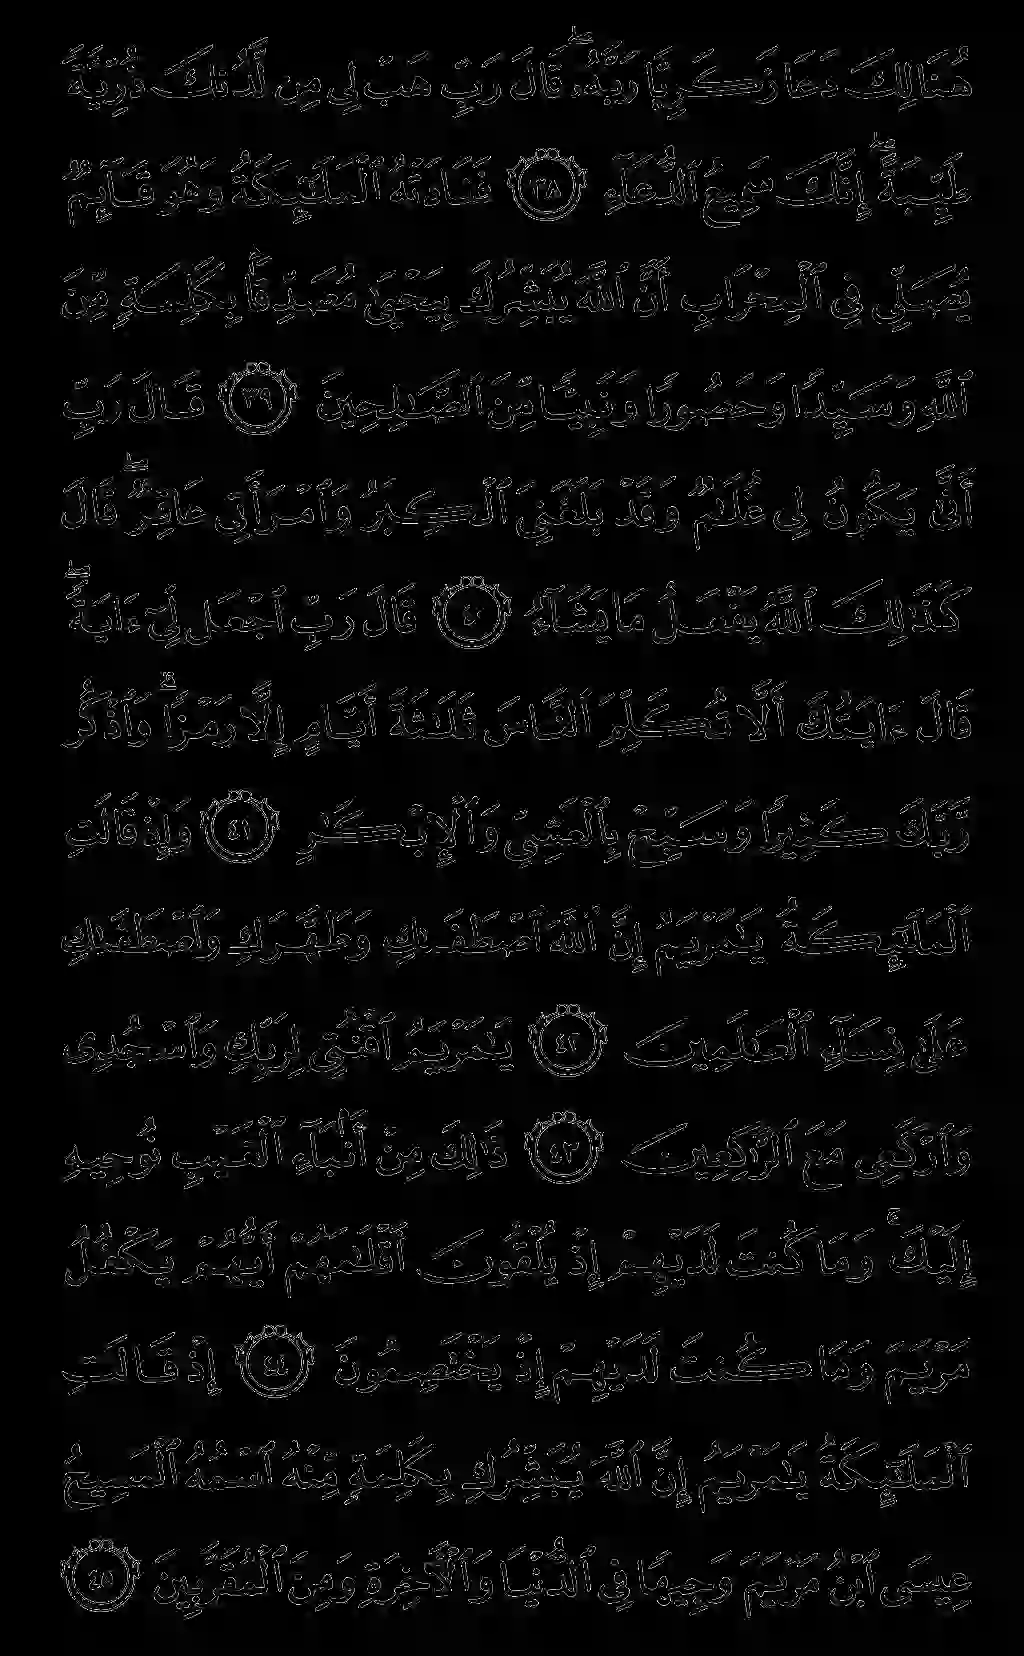 هُنَالِكَ دَعَا زَكَرِيَّا رَبَّهُۥ ۖ قَالَ رَبِّ هَبْ لِى مِن لَّدُنكَ ذُرِّيَّةً
طَيِّبَةً ۖ إِنَّكَ سَمِيعُ ٱلدُّعَآءِ ٣٨ فَنَادَتْهُ ٱلْمَلَـٰٓئِكَةُ وَهُوَ قَآئِمٌ
يُصَلِّى فِى ٱلْمِحْرَابِ أَنَّ ٱللَّهَ يُبَشِّرُكَ بِيَحْيَىٰ مُصَدِّقًۢا بِكَلِمَةٍ مِّنَ
ٱللَّهِ وَسَيِّدًا وَحَصُورًا وَنَبِيًّا مِّنَ ٱلصَّـٰلِحِينَ ٣٩ قَالَ رَبِّ
أَنَّىٰ يَكُونُ لِى غُلَـٰمٌ وَقَدْ بَلَغَنِىَ ٱلْكِبَرُ وَٱمْرَأَتِى عَاقِرٌ ۖ قَالَ
كَذَٰلِكَ ٱللَّهُ يَفْعَلُ مَا يَشَآءُ ٤٠ قَالَ رَبِّ ٱجْعَل لِّىٓ ءَايَةً ۖ
قَالَ ءَايَتُكَ أَلَّا تُكَلِّمَ ٱلنَّاسَ ثَلَـٰثَةَ أَيَّامٍ إِلَّا رَمْزًا ۗ وَٱذْكُر
رَّبَّكَ كَثِيرًا وَسَبِّحْ بِٱلْعَشِىِّ وَٱلْإِبْكَـٰرِ ٤١ وَإِذْ قَالَتِ
ٱلْمَلَـٰٓئِكَةُ يَـٰمَرْيَمُ إِنَّ ٱللَّهَ ٱصْطَفَىٰكِ وَطَهَّرَكِ وَٱصْطَفَىٰكِ
عَلَىٰ نِسَآءِ ٱلْعَـٰلَمِينَ ٤٢ يَـٰمَرْيَمُ ٱقْنُتِى لِرَبِّكِ وَٱسْجُدِى
وَٱرْكَعِى مَعَ ٱلرَّٰكِعِينَ ٤٣ ذَٰلِكَ مِنْ أَنۢبَآءِ ٱلْغَيْبِ نُوحِيهِ
إِلَيْكَ ۚ وَمَا كُنتَ لَدَيْهِمْ إِذْ يُلْقُونَ أَقْلَـٰمَهُمْ أَيُّهُمْ يَكْفُلُ
مَرْيَمَ وَمَا كُنتَ لَدَيْهِمْ إِذْ يَخْتَصِمُونَ ٤٤ إِذْ قَالَتِ
ٱلْمَلَـٰٓئِكَةُ يَـٰمَرْيَمُ إِنَّ ٱللَّهَ يُبَشِّرُكِ بِكَلِمَةٍ مِّنْهُ ٱسْمُهُ ٱلْمَسِيحُ
عِيسَى ٱبْنُ مَرْيَمَ وَجِيهًا فِى ٱلدُّنْيَا وَٱلْـَٔاخِرَةِ وَمِنَ ٱلْمُقَرَّبِينَ ٤٥